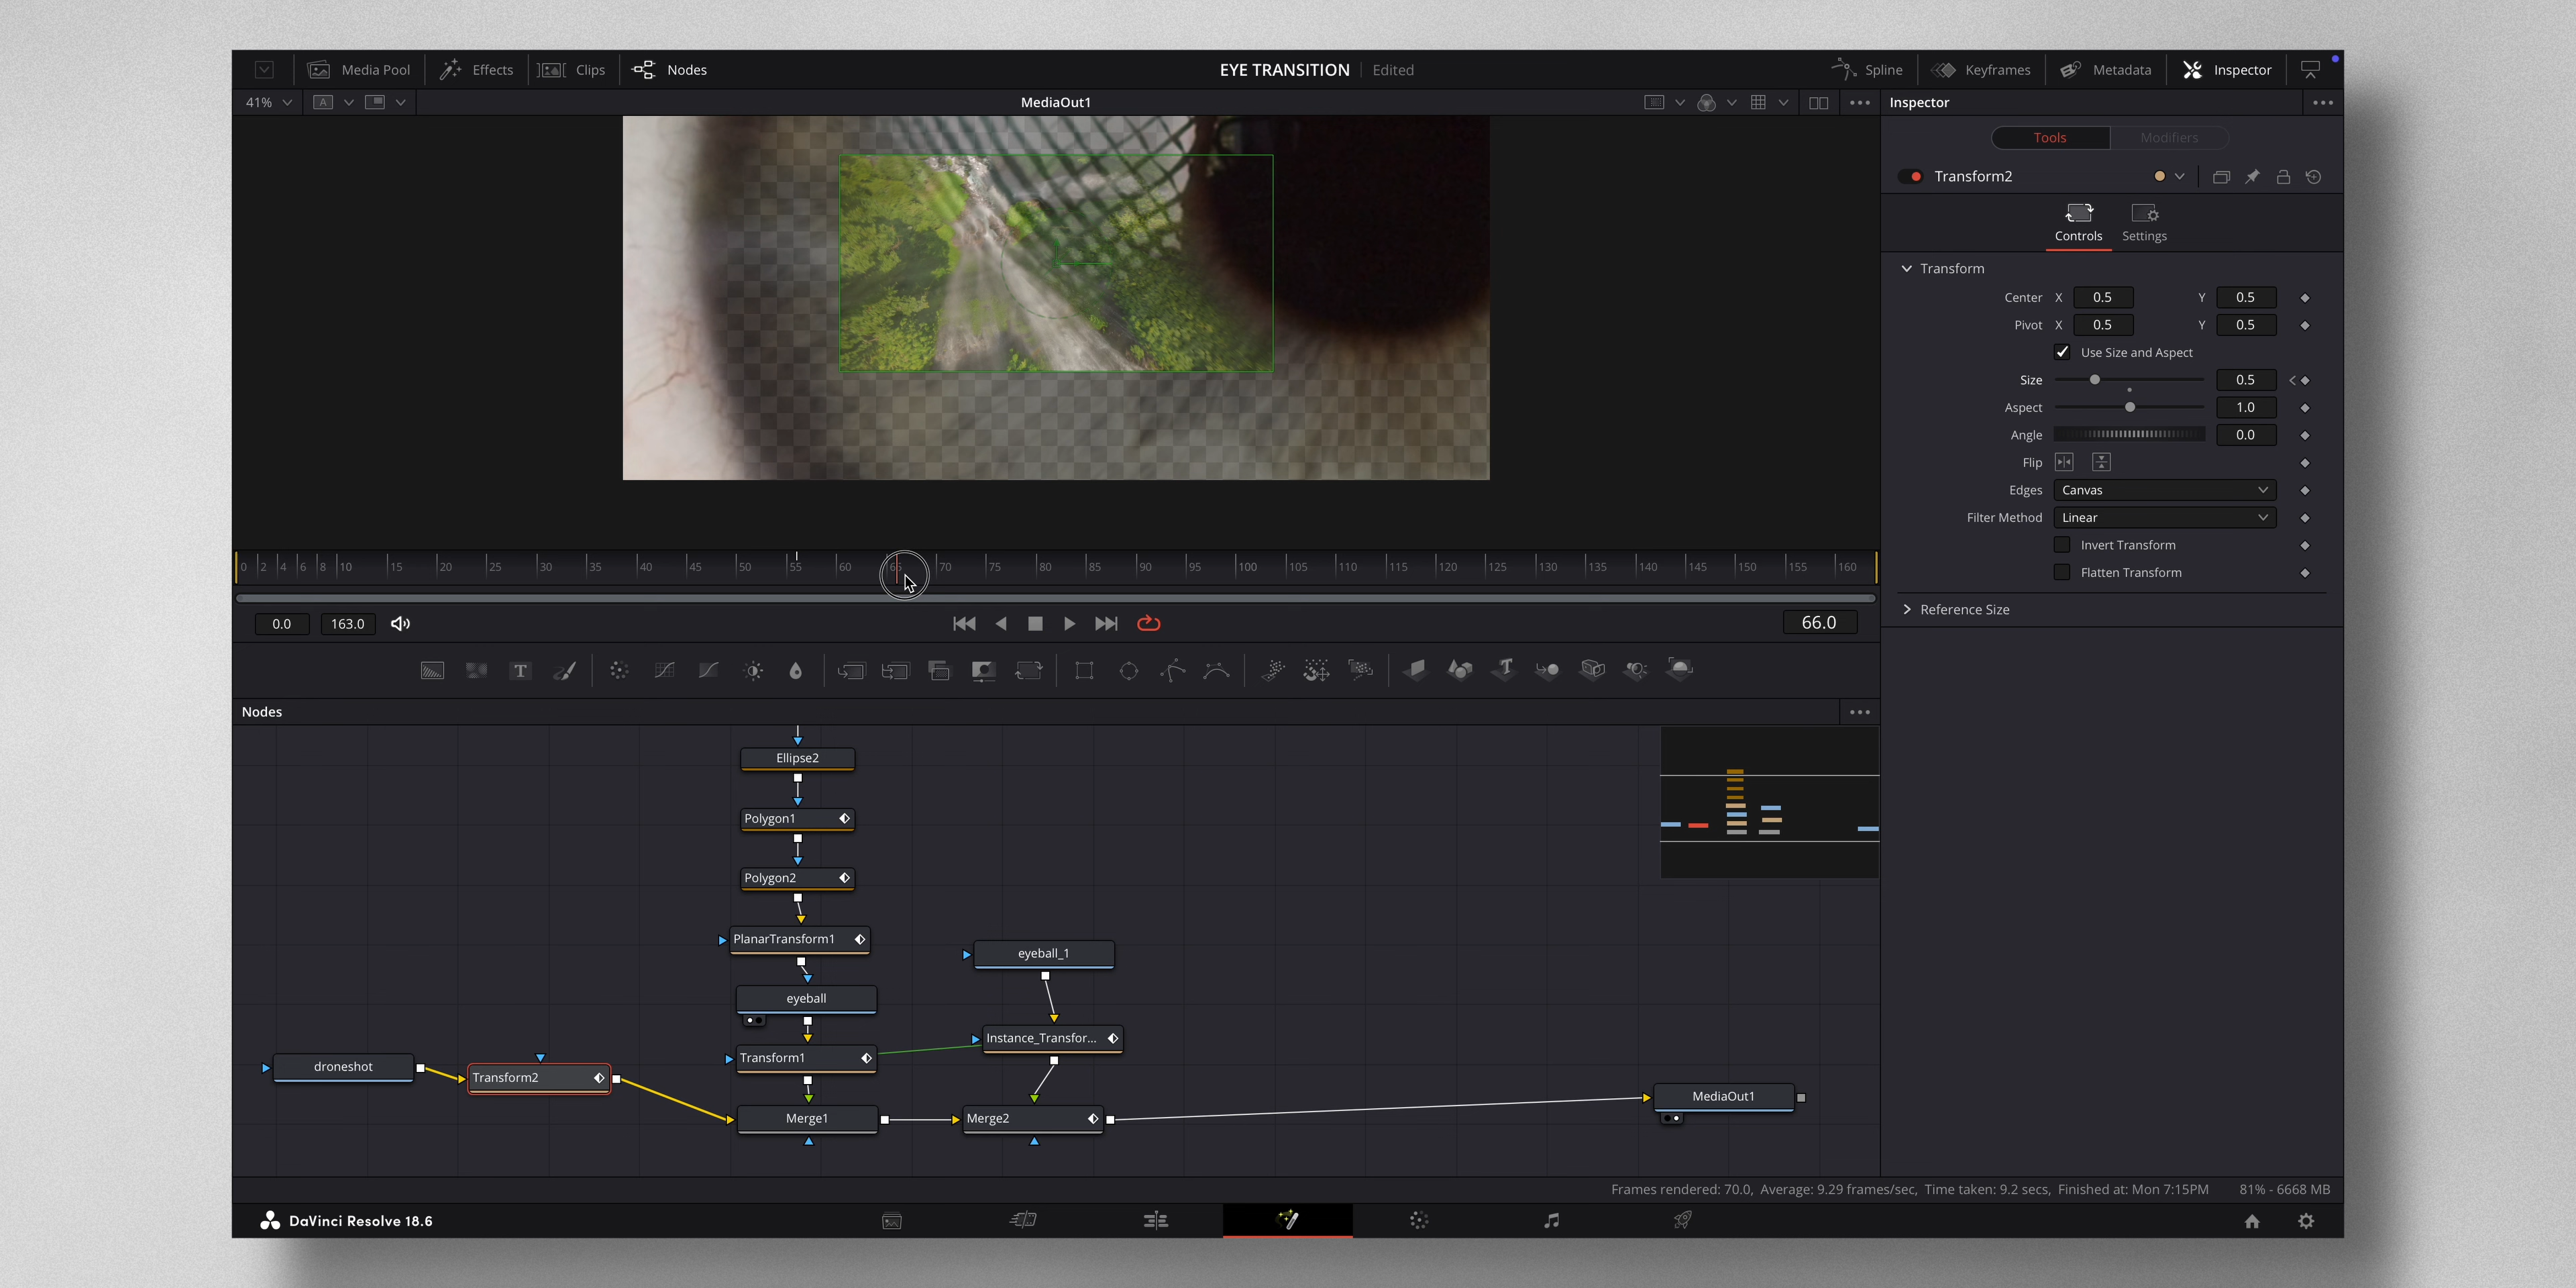 Media Pool Effects Clips Nodes EYE TRANSITION Edited Spline Keyframes Metadata Inspector
41% A MediaOut1 Inspector
Tools Modifiers
Transform2
Controls Settings
Transform
Center X 0.5 Y 0.5
Pivot X 0.5 Y 0.5
Use Size and Aspect
Size 0.5
Aspect 1.0
Angle 0.0
Flip
Edges Canvas
Filter Method Linear
Invert Transform
Flatten Transform
Reference Size
0 2 4 6 8 10 15 20 25 30 35 40 45 50 55 60 65 70 75 80 85 90 95 100 105 110 115 120 125 130 135 140 145 150 155 160
0.0 163.0 66.0
T T
Nodes
Ellipse2
Polygon1
Polygon2
PlanarTransform1
eyeball_1
eyeball
Instance_Transfor...
Transform1
droneshot
Transform2
MediaOut1
Merge1
Merge2
Frames rendered: 70.0, Average: 9.29 frames/sec, Time taken: 9.2 secs, Finished at: Mon 7:15PM 81% - 6668 MB
DaVinci Resolve 18.6